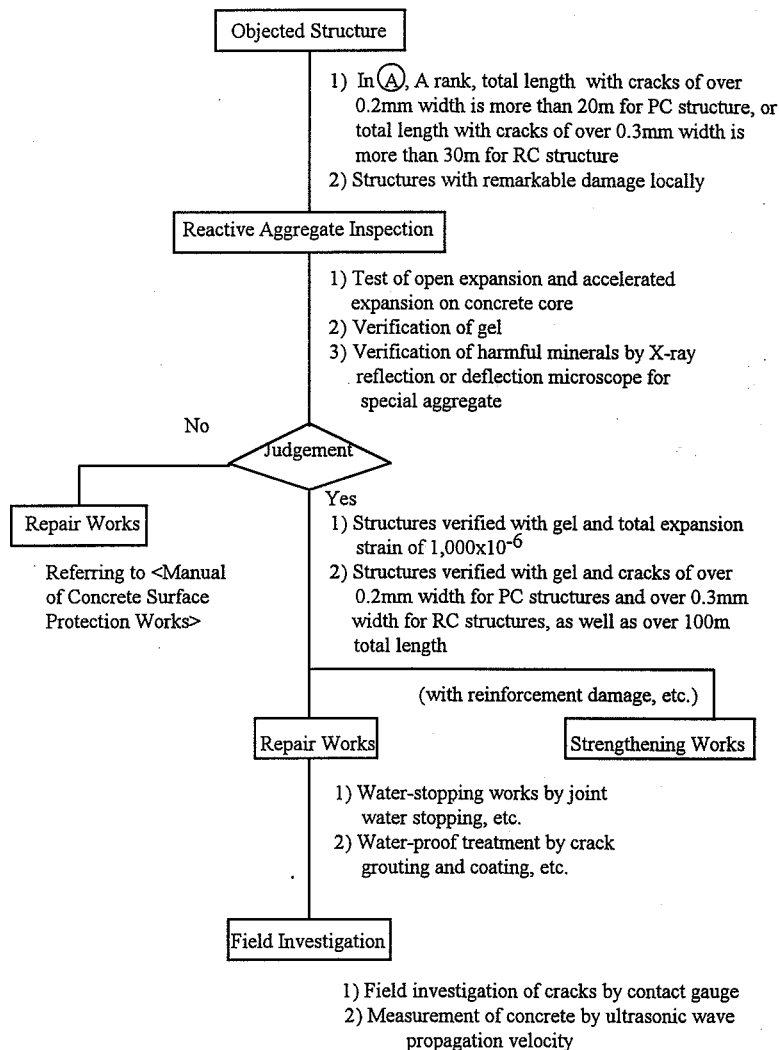 Objected Structure
1) In Ⓐ, A rank, total length with cracks of over
0.2mm width is more than 20m for PC structure, or
total length with cracks of over 0.3mm width is
more than 30m for RC structure
2) Structures with remarkable damage locally
Reactive Aggregate Inspection
1) Test of open expansion and accelerated
expansion on concrete core
2) Verification of gel
3) Verification of harmful minerals by X-ray
reflection or deflection microscope for
special aggregate
No
Judgement
Yes
Repair Works
Referring to <Manual
of Concrete Surface
Protection Works>
1) Structures verified with gel and total expansion
strain of 1,000x10⁻⁶
2) Structures verified with gel and cracks of over
0.2mm width for PC structures and over 0.3mm
width for RC structures, as well as over 100m
total length
(with reinforcement damage, etc.)
Repair Works
Strengthening Works
1) Water-stopping works by joint
water stopping, etc.
2) Water-proof treatment by crack
grouting and coating, etc.
Field Investigation
1) Field investigation of cracks by contact gauge
2) Measurement of concrete by ultrasonic wave
propagation velocity